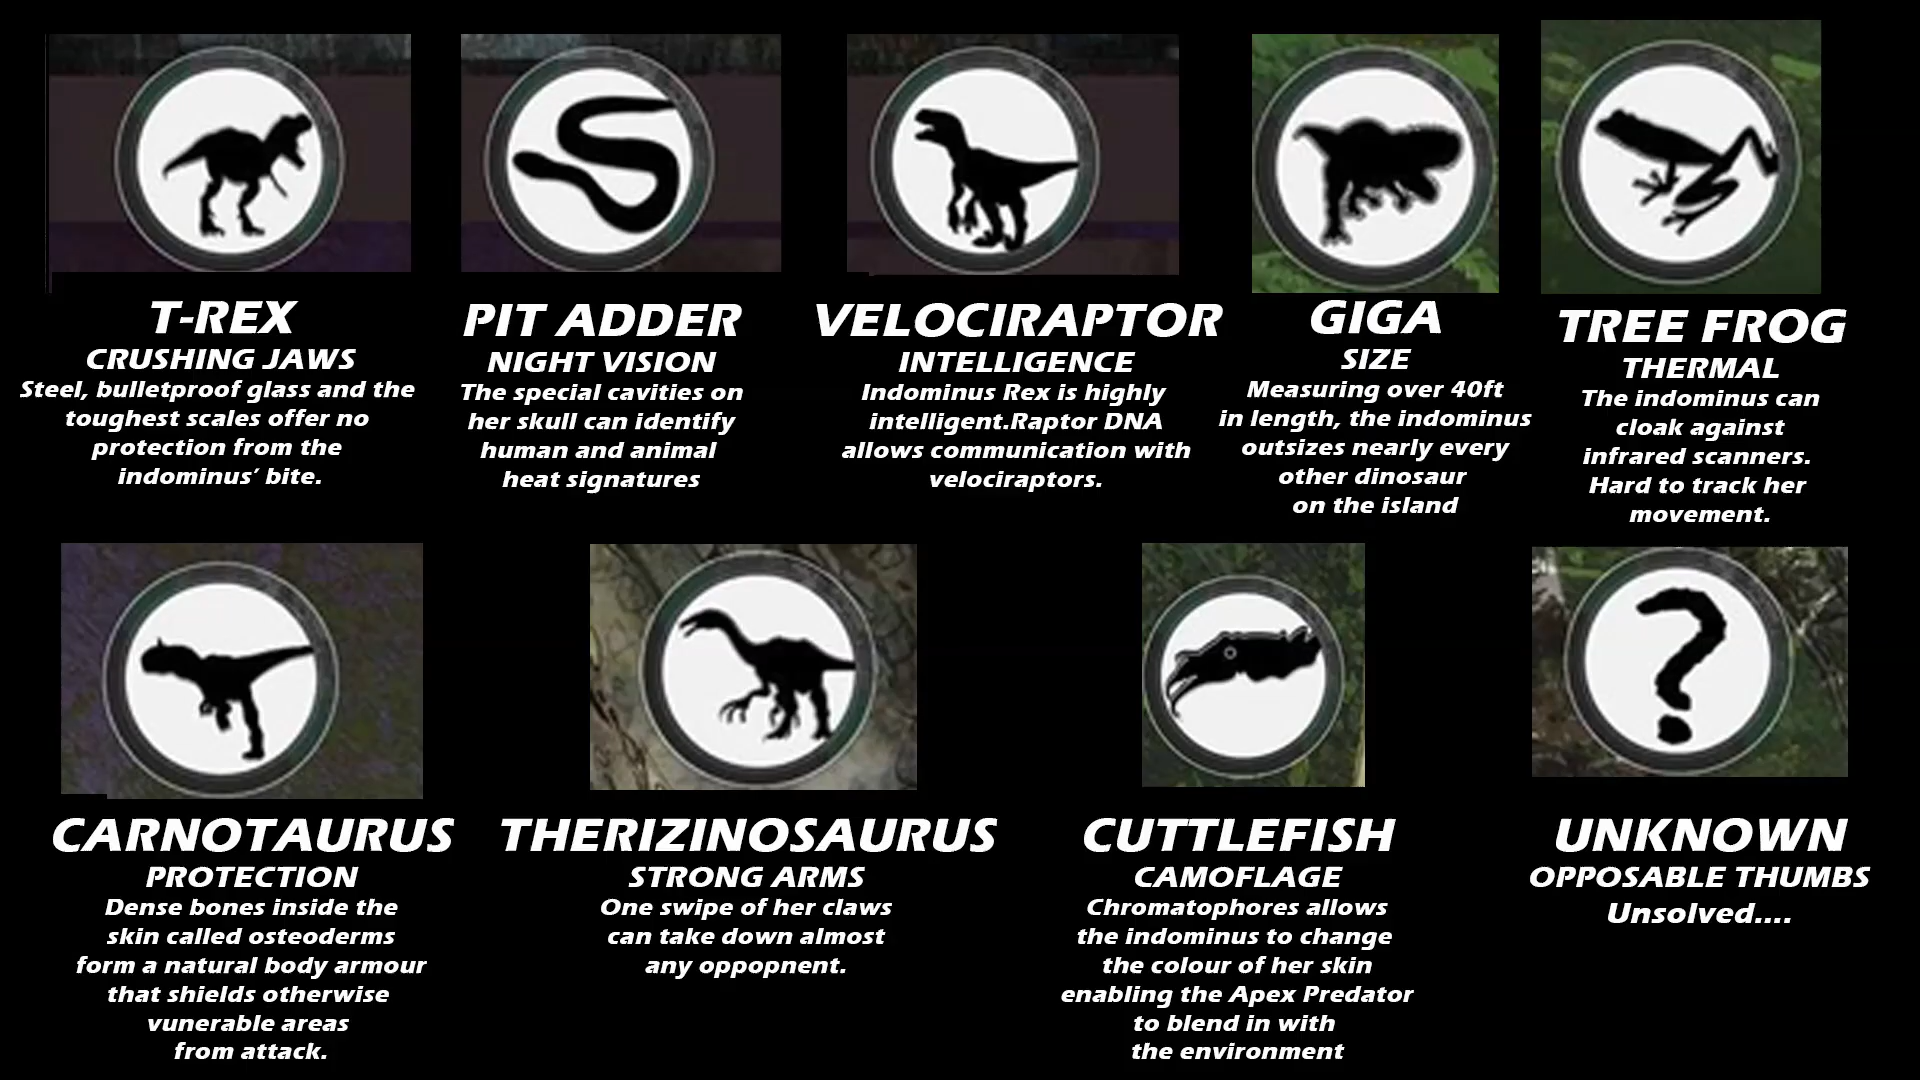 T-REX
CRUSHING JAWS
Steel, bulletproof glass and the
toughest scales offer no
protection from the
indominus' bite.
PIT ADDER
NIGHT VISION
The special cavities on
her skull can identify
human and animal
heat signatures
VELOCIRAPTOR
INTELLIGENCE
Indominus Rex is highly
intelligent.Raptor DNA
allows communication with
velociraptors.
GIGA
SIZE
Measuring over 40ft
in length, the indominus
outsizes nearly every
other dinosaur
on the island
TREE FROG
THERMAL
The indominus can
cloak against
infrared scanners.
Hard to track her
movement.
CARNOTAURUS
PROTECTION
Dense bones inside the
skin called osteoderms
form a natural body armour
that shields otherwise
vunerable areas
from attack.
THERIZINOSAURUS
STRONG ARMS
One swipe of her claws
can take down almost
any oppopnent.
CUTTLEFISH
CAMOFLAGE
Chromatophores allows
the indominus to change
the colour of her skin
enabling the Apex Predator
to blend in with
the environment
?
UNKNOWN
OPPOSABLE THUMBS
Unsolved....